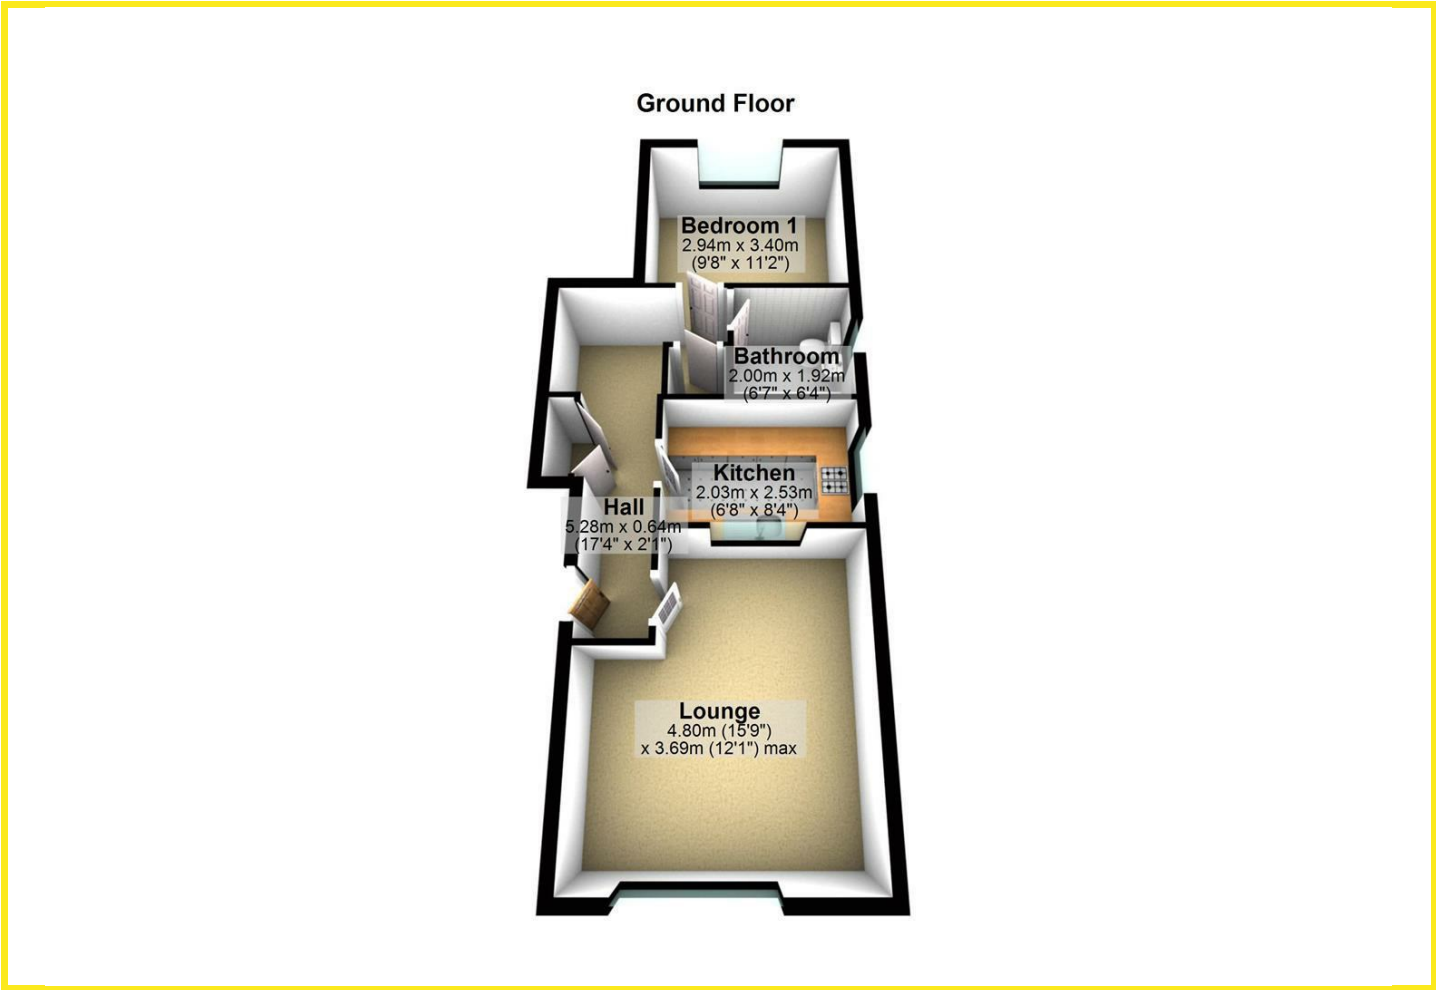 Ground Floor
Bedroom 1
2.94m x 3.40m
(9'8" x 11'2")
Bathroom
2.00m x 1.92m
(6'7" x 6'4")
Kitchen
2.03m x 2.53m
(6'8" x 8'4")
Hall
5.28m x 0.64m
(17'4" x 2'1")
Lounge
4.80m (15'9")
x 3.69m (12'1") max